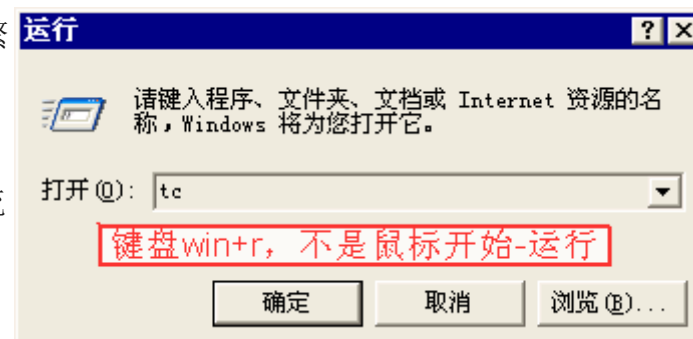 运行
请键入程序、文件夹、文档或 Internet 资源的名
称，Windows 将为您打开它。
打开(O): tc
键盘win+r，不是鼠标开始-运行
确定 取消 浏览(B)...